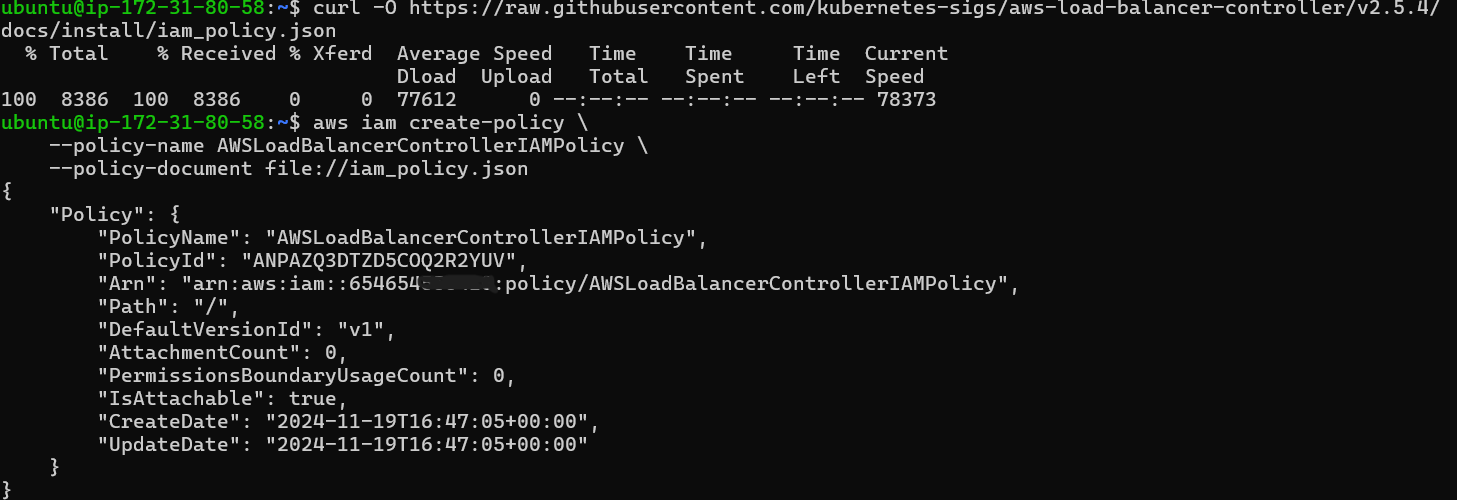 ubuntu@ip-172-31-80-58:~$ curl -O https://raw.githubusercontent.com/kubernetes-sigs/aws-load-balancer-controller/v2.5.4/
docs/install/iam_policy.json
  % Total    % Received % Xferd  Average Speed   Time    Time     Time  Current
                                 Dload  Upload   Total   Spent    Left  Speed
100  8386  100  8386    0     0  77612      0 --:--:-- --:--:-- --:--:-- 78373
ubuntu@ip-172-31-80-58:~$ aws iam create-policy \
    --policy-name AWSLoadBalancerControllerIAMPolicy \
    --policy-document file://iam_policy.json
{
    "Policy": {
        "PolicyName": "AWSLoadBalancerControllerIAMPolicy",
        "PolicyId": "ANPAZQ3DTZD5COQ2R2YUV",
        "Arn": "arn:aws:iam::654654:policy/AWSLoadBalancerControllerIAMPolicy",
        "Path": "/",
        "DefaultVersionId": "v1",
        "AttachmentCount": 0,
        "PermissionsBoundaryUsageCount": 0,
        "IsAttachable": true,
        "CreateDate": "2024-11-19T16:47:05+00:00",
        "UpdateDate": "2024-11-19T16:47:05+00:00"
    }
}